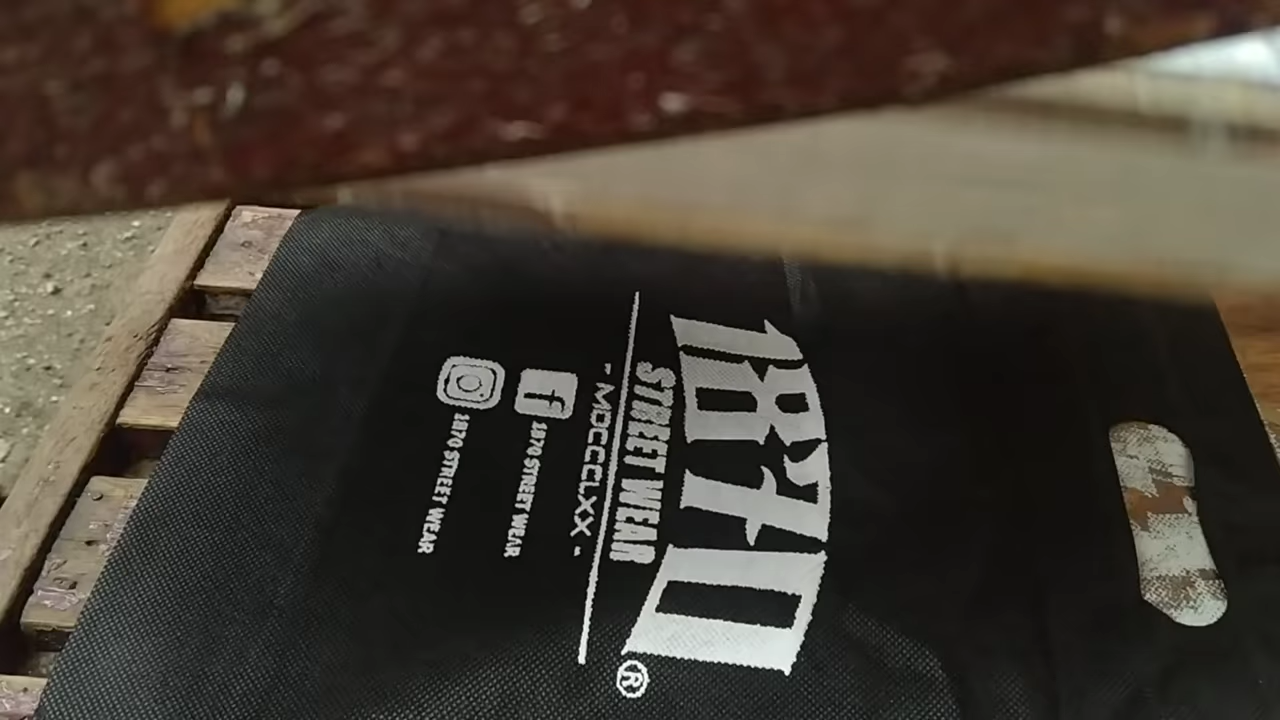 1870
STREET WEAR
- MDCCCLXX -
®
1870 STREET WEAR
1870 STREET WEAR